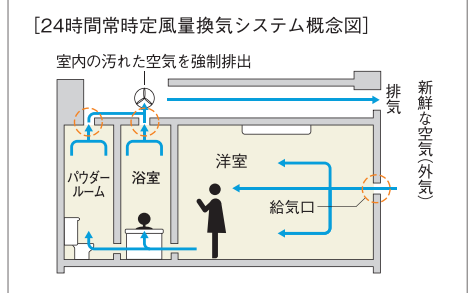 [24時間常時定風量換気システム概念図]
室内の汚れた空気を強制排出
排気
新鮮な空気(外気)
洋室
浴室
パウダー
ルーム
給気口